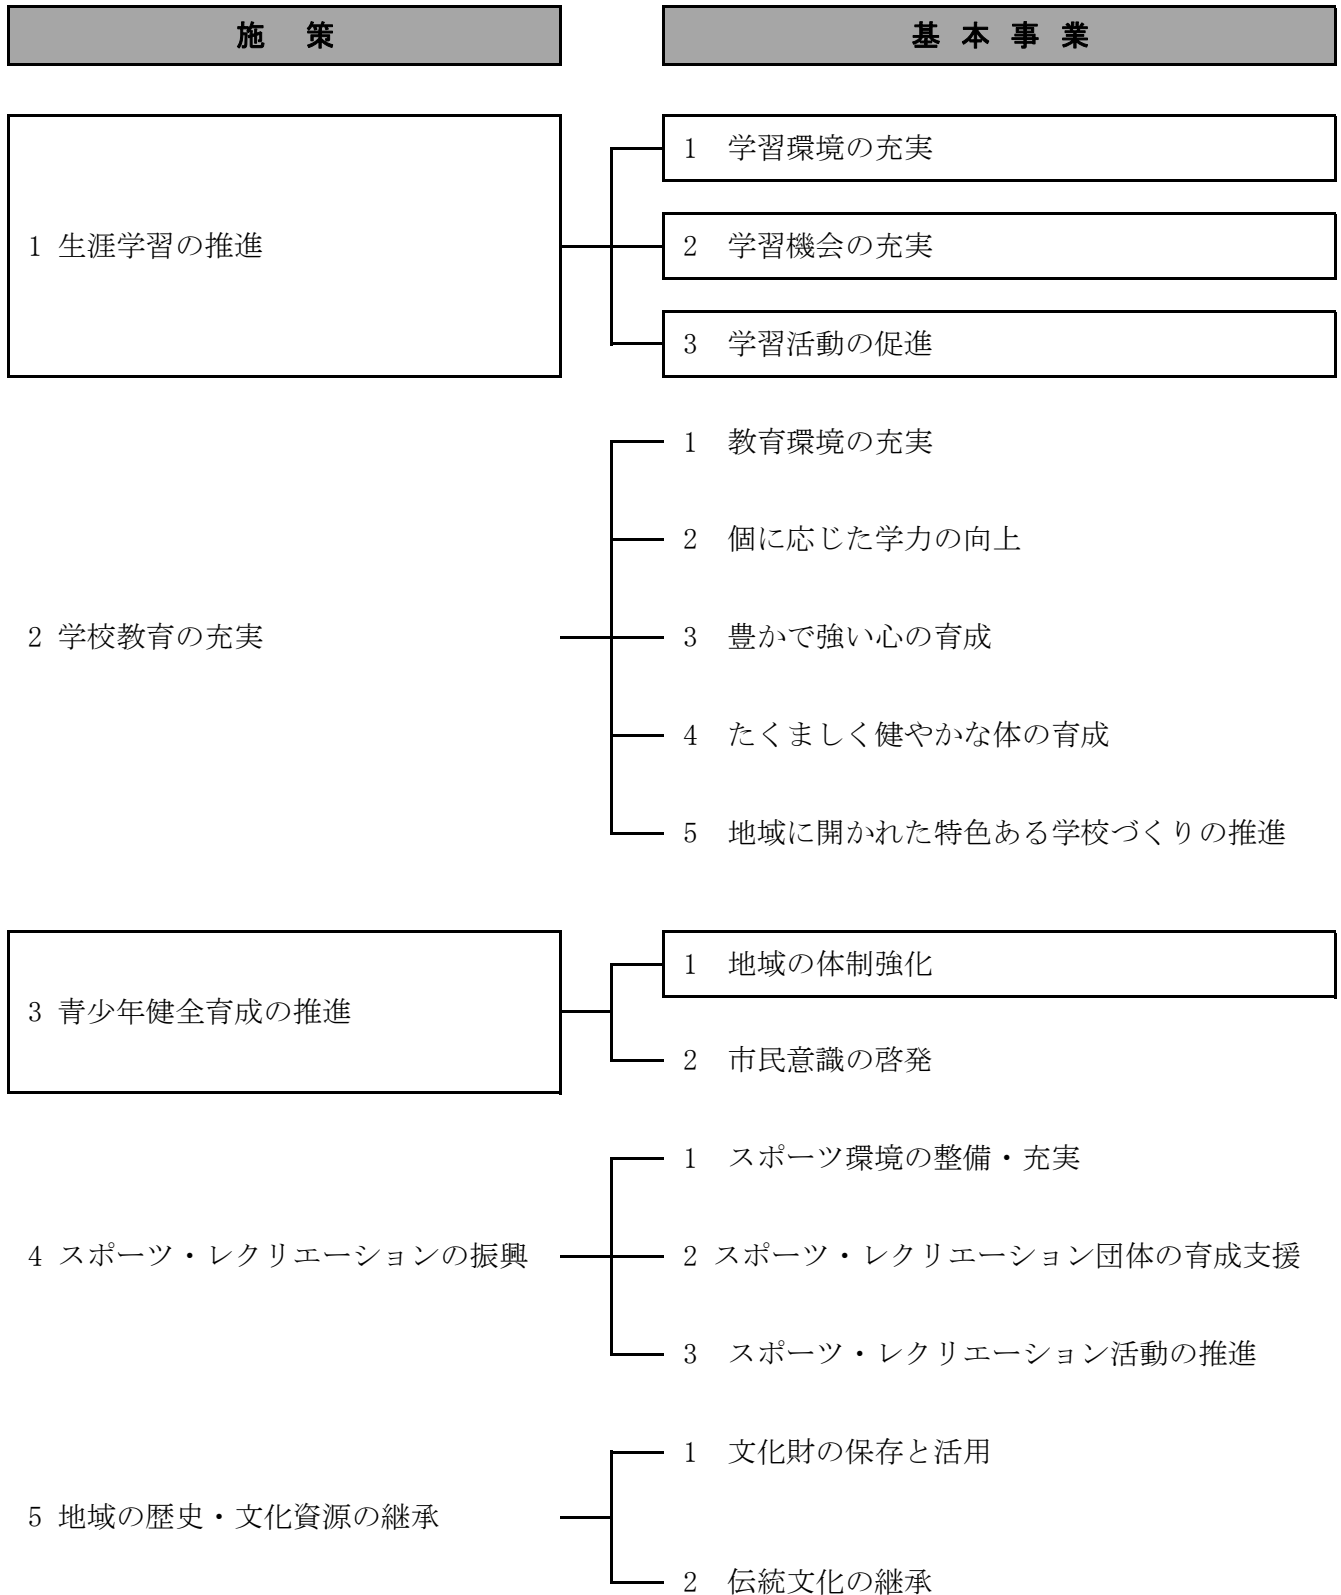 施　策
基 本 事 業
1 生涯学習の推進
1　学習環境の充実
2　学習機会の充実
3　学習活動の促進
2 学校教育の充実
1　教育環境の充実
2　個に応じた学力の向上
3　豊かで強い心の育成
4　たくましく健やかな体の育成
5　地域に開かれた特色ある学校づくりの推進
3 青少年健全育成の推進
1　地域の体制強化
2　市民意識の啓発
4 スポーツ・レクリエーションの振興
1　スポーツ環境の整備・充実
2 スポーツ・レクリエーション団体の育成支援
3　スポーツ・レクリエーション活動の推進
5 地域の歴史・文化資源の継承
1　文化財の保存と活用
2　伝統文化の継承